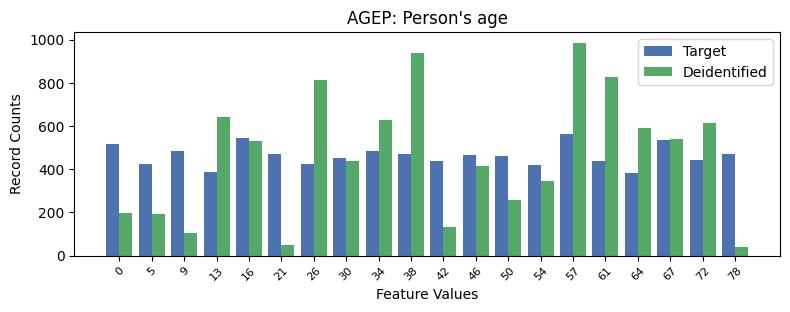 AGEP: Person's age
Target
Deidentified
Record Counts
1000
800
600
400
200
0
0 5 9 13 16 21 26 30 34 38 42 46 50 54 57 61 64 67 72 78
Feature Values